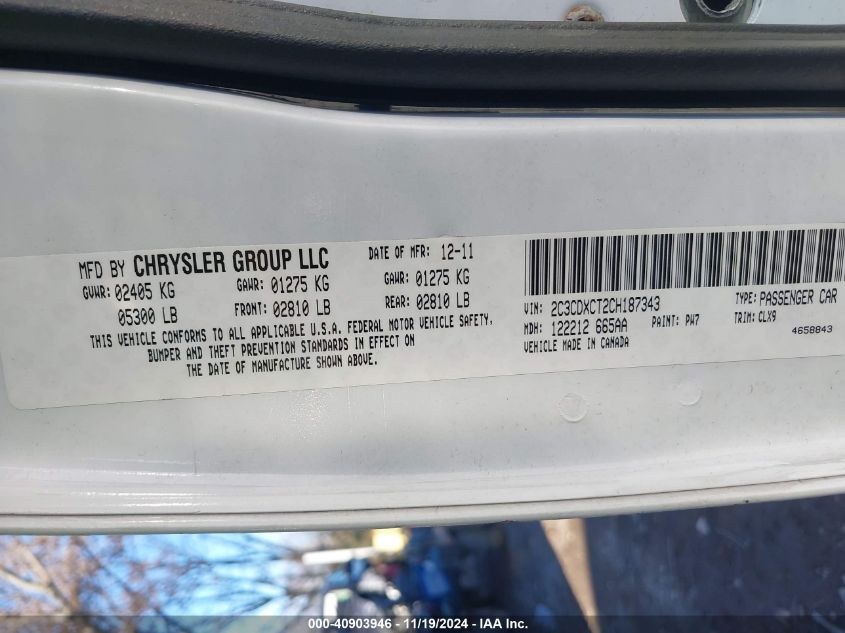 MFD BY CHRYSLER GROUP LLC
DATE OF MFR: 12-11
GVWR: 02405 KG
GAWR: 01275 KG
GAWR: 01275 KG
05300 LB
FRONT: 02810 LB
REAR: 02810 LB
THIS VEHICLE CONFORMS TO ALL APPLICABLE U.S.A. FEDERAL MOTOR VEHICLE SAFETY,
BUMPER AND THEFT PREVENTION STANDARDS IN EFFECT ON
THE DATE OF MANUFACTURE SHOWN ABOVE.
VIN: 2C3CDXCT2CH187343
TYPE: PASSENGER CAR
MDH: 122212 665AA
PAINT: PW7
TRIM: CLX9
VEHICLE MADE IN CANADA
4658843
000-40903946 - 11/19/2024 - IAA Inc.